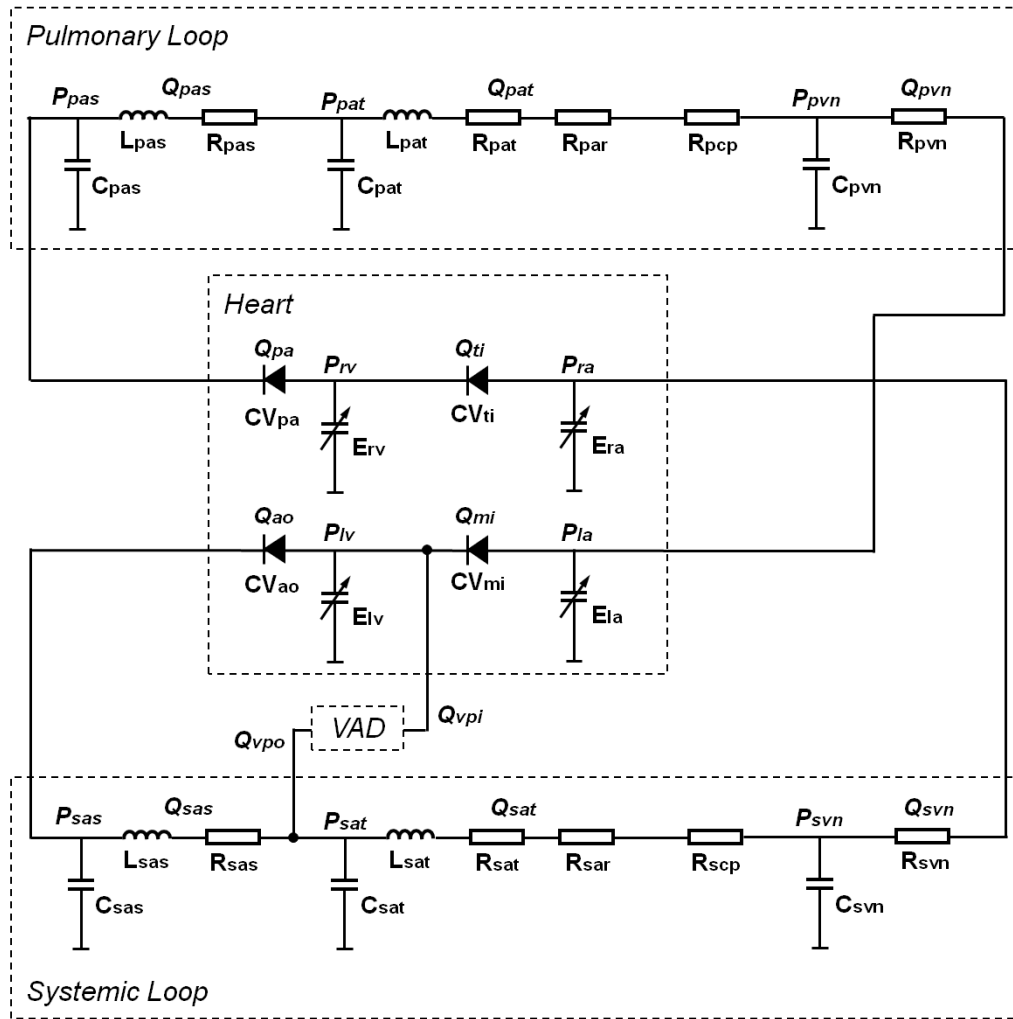 Pulmonary Loop
Ppas Qpas Ppat Qpat Ppvn Qpvn
Lpas Rpas Lpat Rpat Rpar Rpcp Rpvn
Cpas Cpat Cpvn
Heart
Qpa Prv Qti Pra
CVpa CVti
Erv Era
Qao Plv Qmi Pla
CVao CVmi
Elv Ela
Qvpo VAD Qvpi
Psas Qsas Psat Qsat Psvn Qsvn
Lsas Rsas Lsat Rsat Rsar Rscp Rsvn
Csas Csat Csvn
Systemic Loop